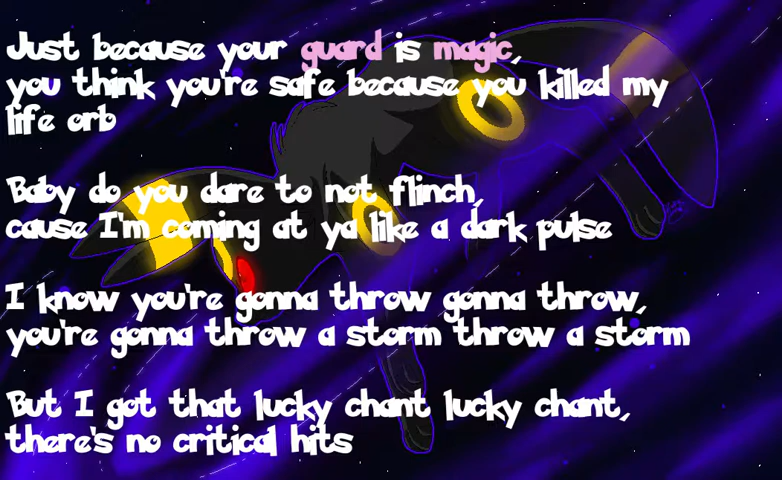 Just because your guard is magic,
you think you're safe because you killed my
life orb
Baby do you dare to not flinch,
cause I'm coming at ya like a dark pulse
I know you're gonna throw gonna throw,
you're gonna throw a storm throw a storm
But I got that lucky chant lucky chant,
there's no critical hits